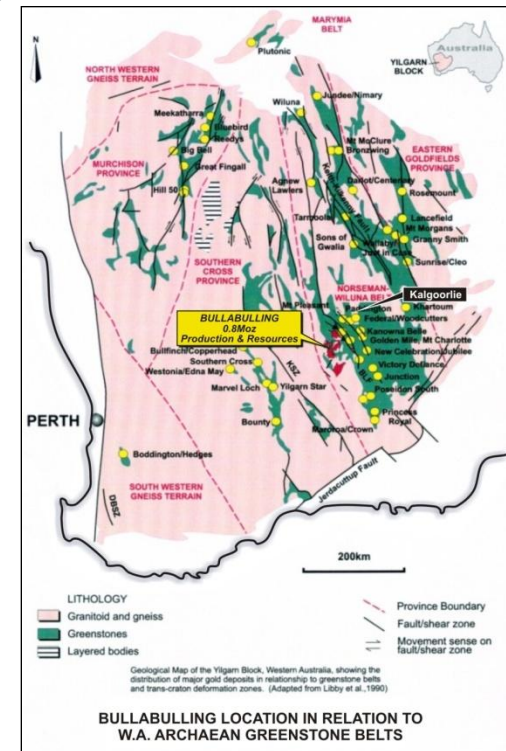 N
MARYMIA
BELT
Plutonic
Australia
YILGARN
BLOCK
NORTH WESTERN
GNEISS TERRAIN
Meekatharra
Bluebird
Reedys
Big Bell
Great Fingall
Hill 50
MURCHISON
PROVINCE
SOUTHERN
CROSS
PROVINCE
Wiluna
Jundee/Nimary
Mt McClure
Bronzwing
EASTERN
GOLDFIELDS
PROVINCE
Agnew
Lawlers
Darlot/Centenary
Rosemount
Tarmooley
Lancefield
Mt Morgans
Granny Smith
Sons of
Gwalia
Sunrise/Cleo
NORSEMAN-
WILUNA BELT
Kalgoorlie
Khartoum
Mt Pleasant
Federal/Woodcutters
Kanowna Belle
Golden Mile, Mt Charlotte
New Celebration/Jubilee
Victory Defiance
Junction
BLF
Poseidon South
Princess
Royal
BULLABULLING
0.8Moz
Production & Resources
Bullfinch/Copperhead
Southern Cross
Westonia/Edna May
Marvel Loch
Yilgarn Star
Bounty
KSZ
PERTH
Boddington/Hedges
SOUTH WESTERN
GNEISS TERRAIN
DBSZ
Jerdacuttup Fault
200km
LITHOLOGY
Granitoid and gneiss
Greenstones
Layered bodies
Province Boundary
Fault/shear zone
Movement sense on
fault/shear zone
Geological Map of the Yilgarn Block, Western Australia, showing the
distribution of major gold deposits in relationship to greenstone belts
and trans-craton deformation zones. (Adapted from Libby et al.,1990)
BULLABULLING LOCATION IN RELATION TO
W.A. ARCHAEAN GREENSTONE BELTS